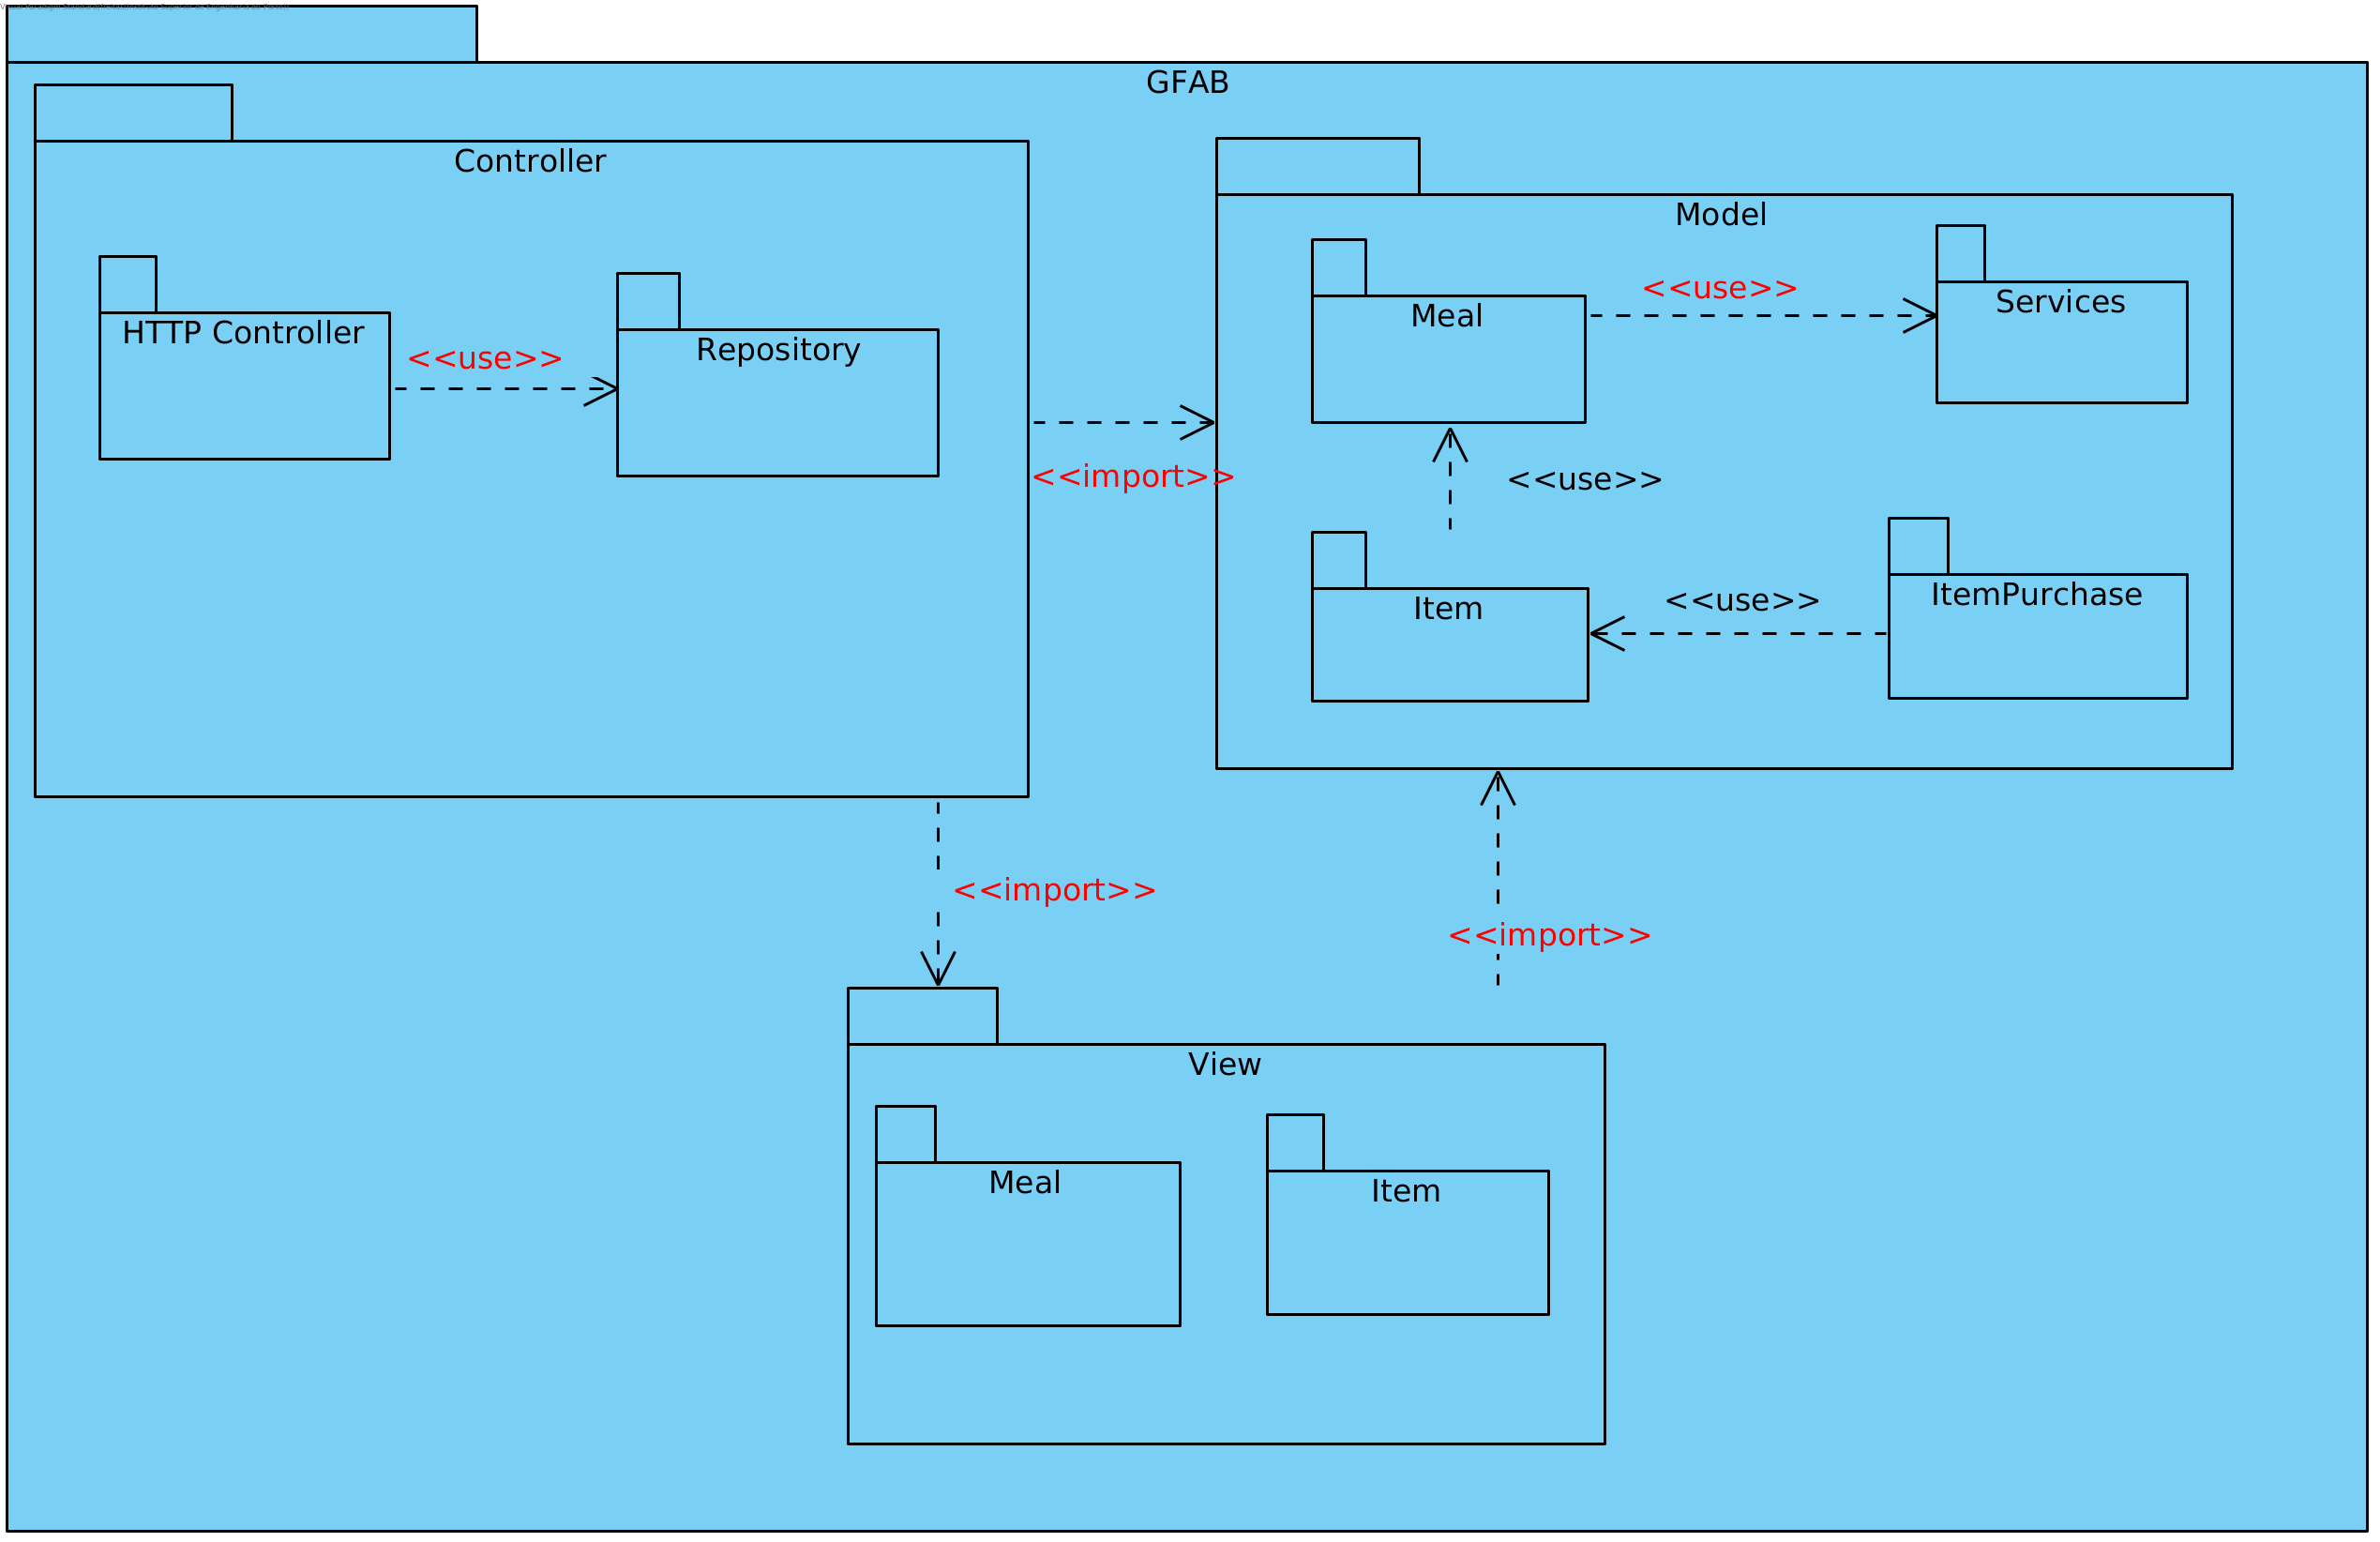 GFAB
Controller
HTTP Controller
<<use>>
Repository
<<import>>
Model
Meal
<<use>>
Services
<<use>>
Item
<<use>>
ItemPurchase
<<import>>
<<import>>
View
Meal
Item